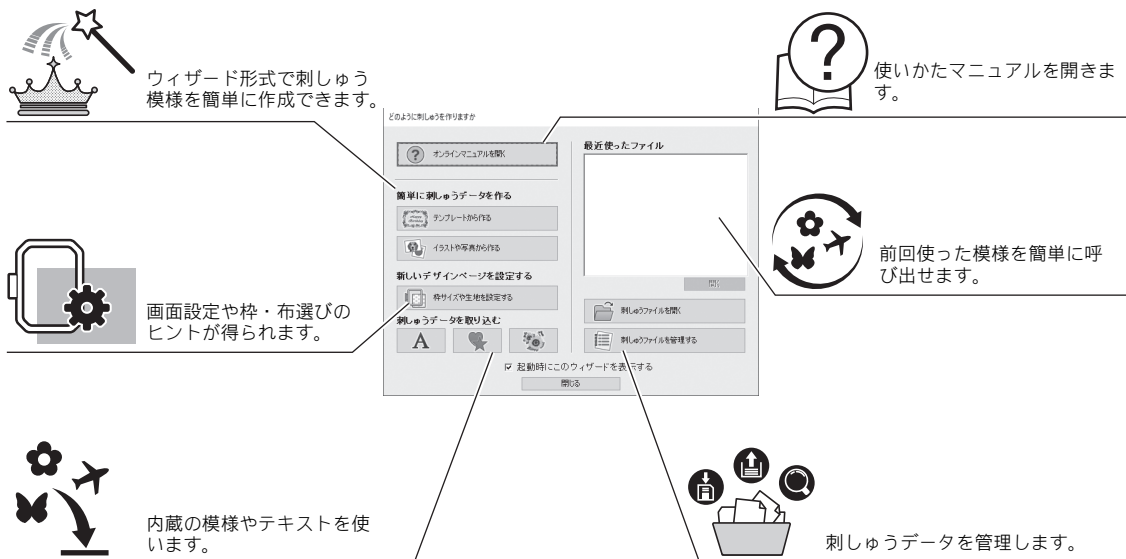 ウィザード形式で刺しゅう
模様を簡単に作成できます。
使いかたマニュアルを開きま
す。
どのように刺しゅうを作りますか
オンラインマニュアルを開く
簡単に刺しゅうデータを作る
テンプレートから作る
イラストや写真から作る
新しいデザインページを設定する
枠サイズや生地を設定する
刺しゅうデータを取り込む
A
最近使ったファイル
開く
刺しゅうファイルを開く
刺しゅうファイルを管理する
起動時にこのウィザードを表示する
閉じる
前回使った模様を簡単に呼
び出せます。
画面設定や枠・布選びの
ヒントが得られます。
内蔵の模様やテキストを使
います。
刺しゅうデータを管理します。